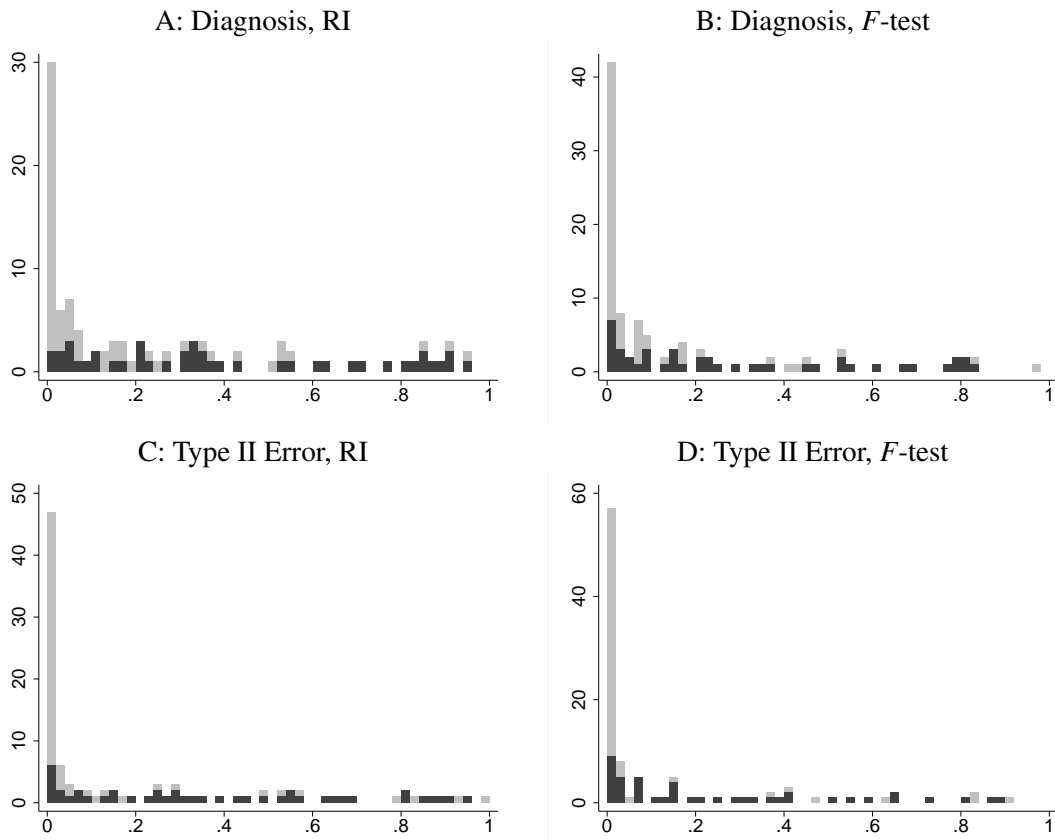 A: Diagnosis, RI
30
20
10
0
0 .2 .4 .6 .8 1
B: Diagnosis, F-test
40
30
20
10
0
0 .2 .4 .6 .8 1
C: Type II Error, RI
50
40
30
20
10
0
0 .2 .4 .6 .8 1
D: Type II Error, F-test
60
40
20
0
0 .2 .4 .6 .8 1